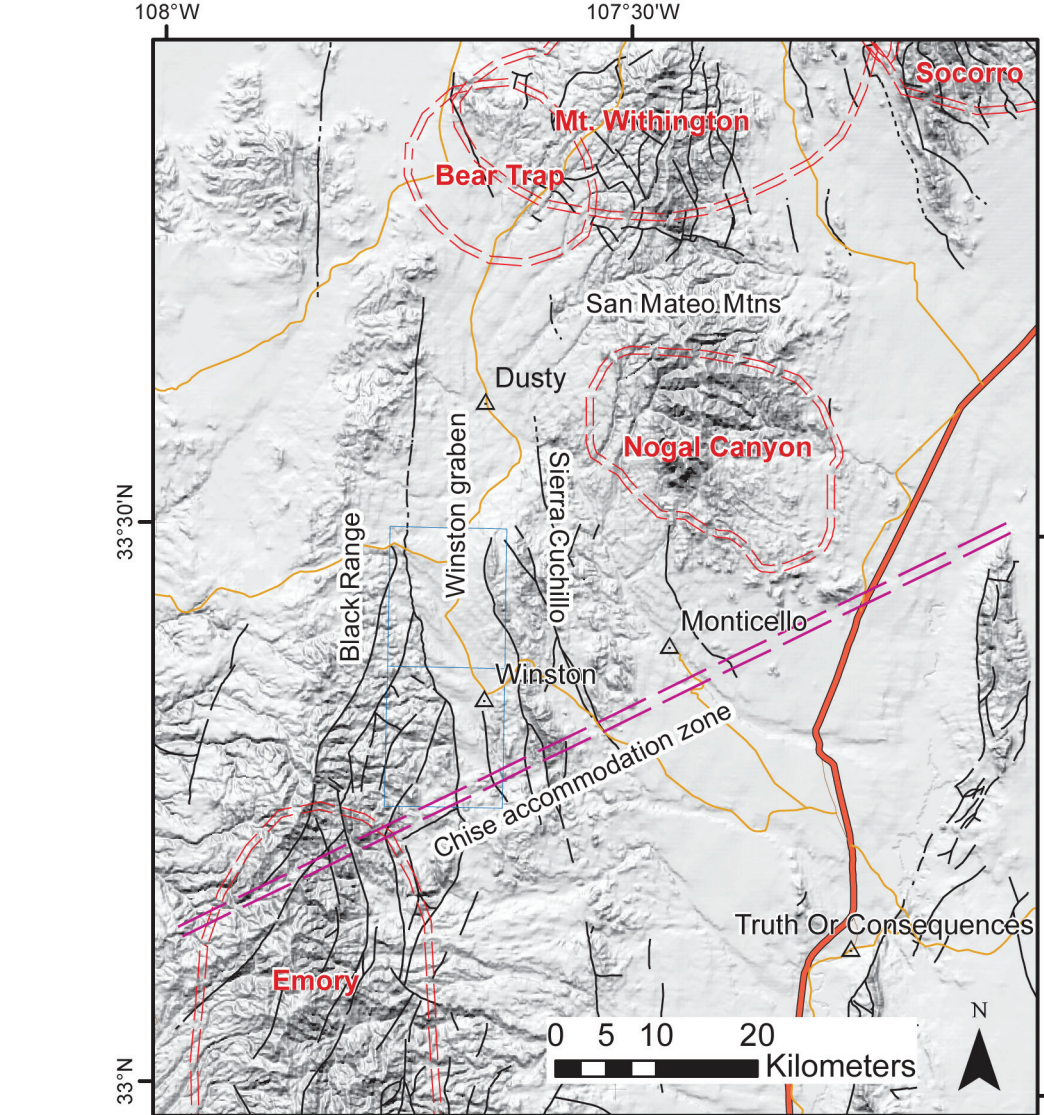 108°W
107°30'W
Socorro
Mt. Withington
Bear Trap
San Mateo Mtns
Dusty
Nogal Canyon
Winston graben
Sierra Cuchillo
33°30'N
Black Range
Monticello
Winston
Chise accommodation zone
Truth Or Consequences
Emory
N
0 5 10 20
Kilometers
33°N